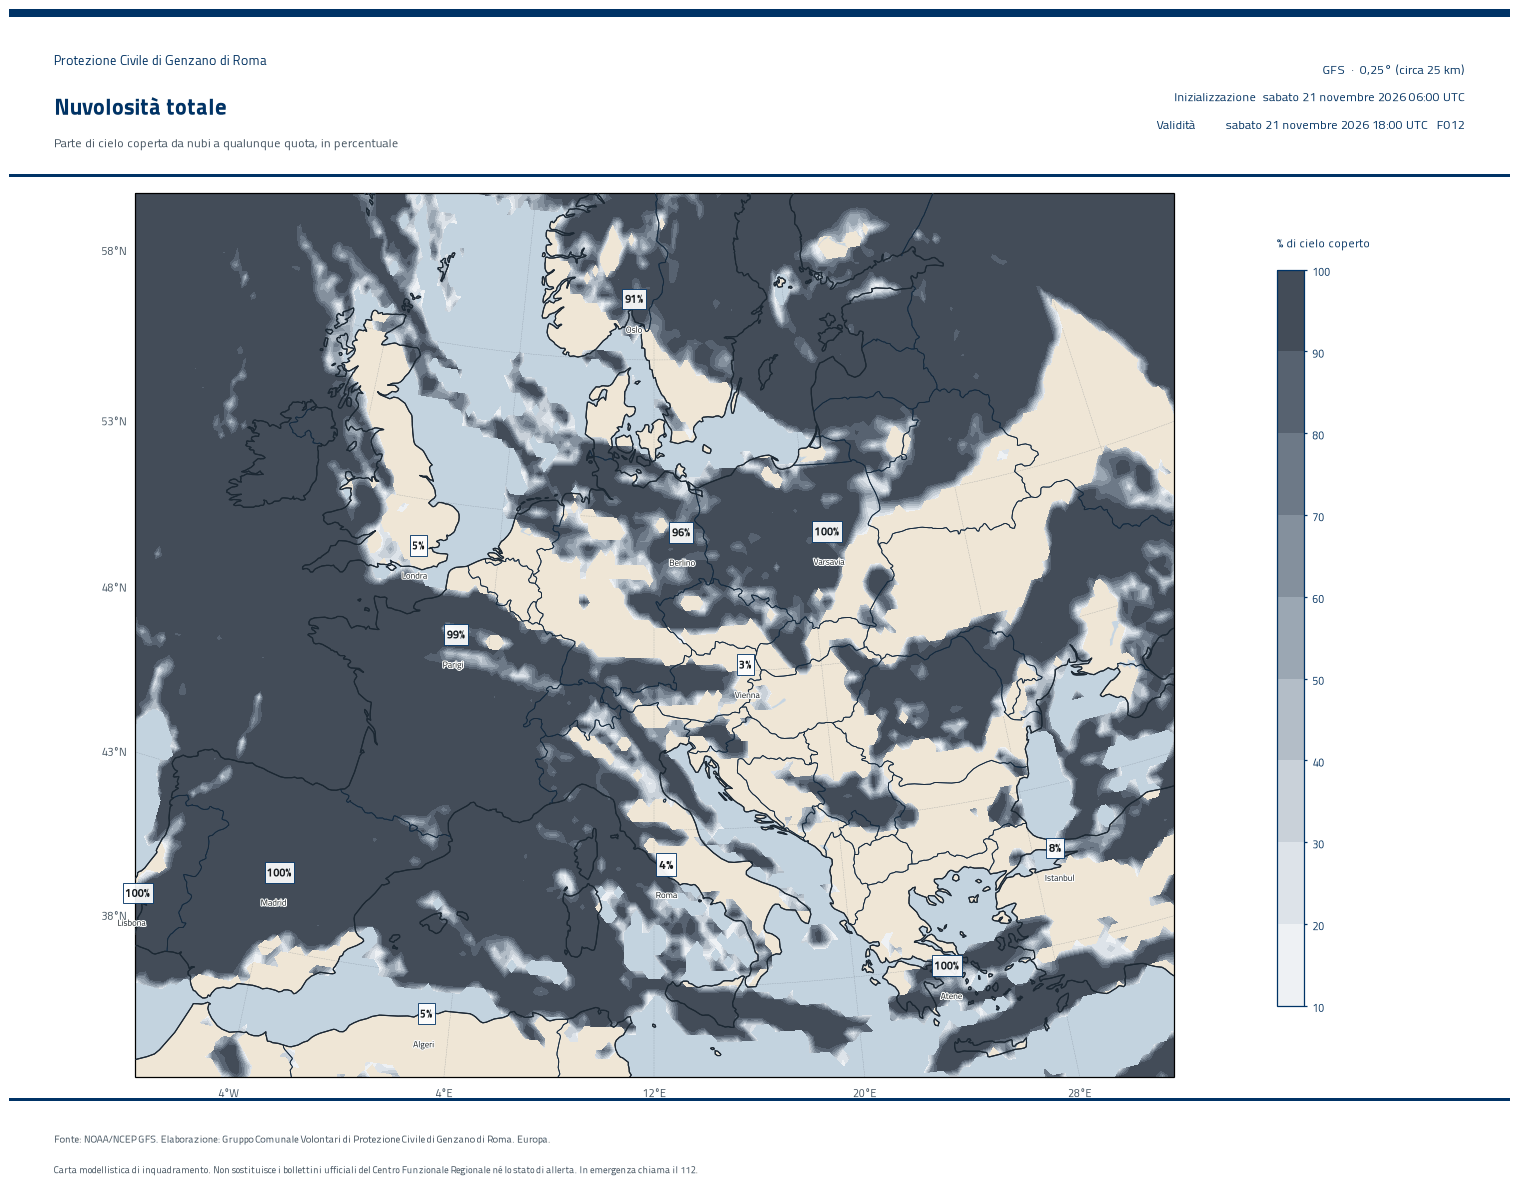 Protezione Civile di Genzano di Roma
Nuvolosità totale
Parte di cielo coperta da nubi a qualunque quota, in percentuale
GFS · 0,25° (circa 25 km)
Inizializzazione sabato 21 novembre 2026 06:00 UTC
Validità sabato 21 novembre 2026 18:00 UTC F012
58°N
53°N
48°N
43°N
38°N
4°W
4°E
12°E
20°E
28°E
91%
Oslo
5%
Londra
96%
Berlino
100%
Varsavia
99%
Parigi
3%
Vienna
100%
Madrid
100%
Lisbona
4%
Roma
8%
Istanbul
100%
Atene
5%
Algeri
% di cielo coperto
100
90
80
70
60
50
40
30
20
10
Fonte: NOAA/NCEP GFS. Elaborazione: Gruppo Comunale Volontari di Protezione Civile di Genzano di Roma. Europa.
Carta modellistica di inquadramento. Non sostituisce i bollettini ufficiali del Centro Funzionale Regionale né lo stato di allerta. In emergenza chiama il 112.